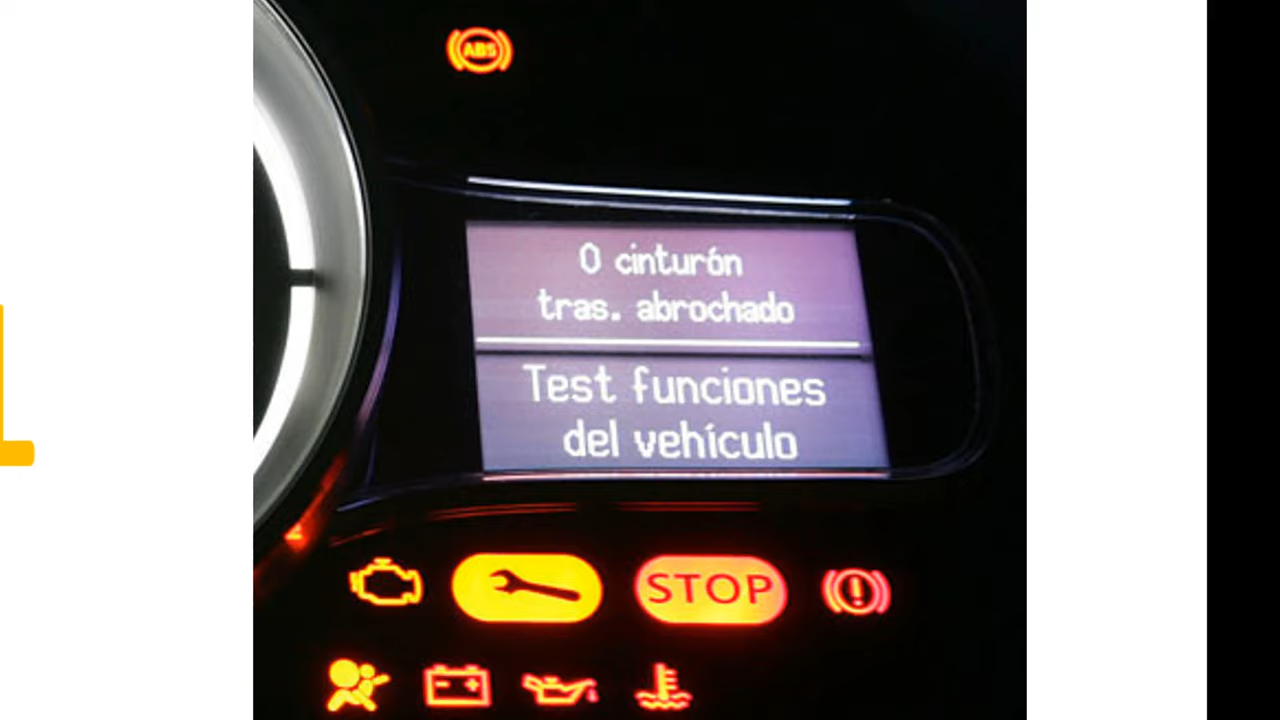 ABS
0 cinturón
tras. abrochado
Test funciones
del vehículo
STOP